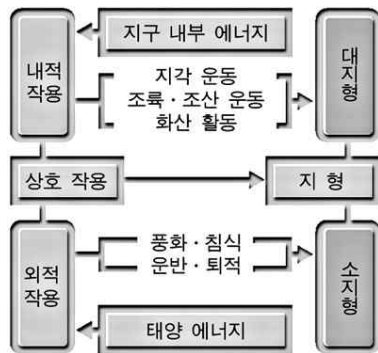 지구 내부 에너지
내적
작용
지각 운동
조륙·조산 운동
화산 활동
대지형
상호 작용
지 형
외적
작용
풍화·침식
운반·퇴적
소지형
태양 에너지